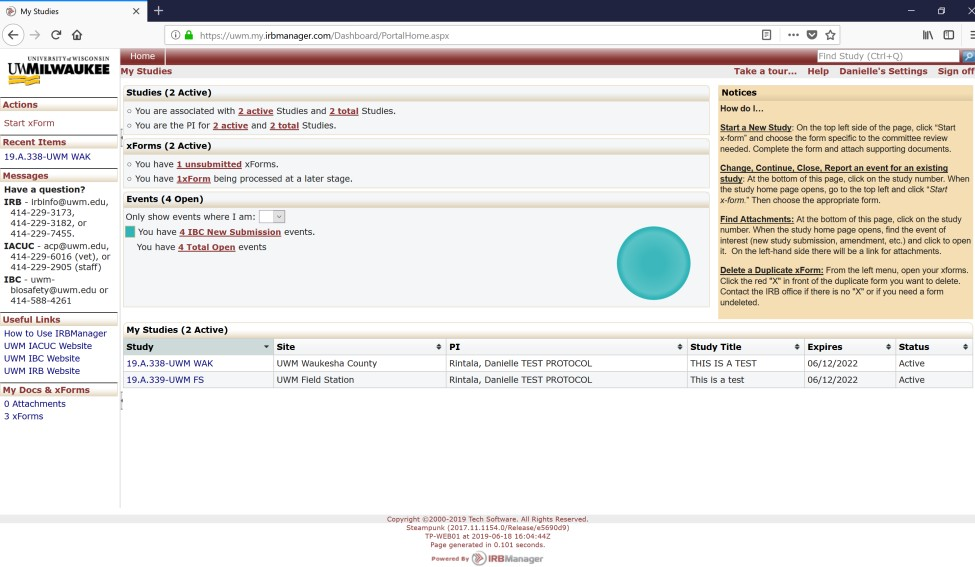 My Studies
https://uwm.my.irbmanager.com/Dashboard/PortalHome.aspx
UNIVERSITY of WISCONSIN
UWMILWAUKEE
Home
Find Study (Ctrl+Q)
My Studies
Take a tour... Help Danielle's Settings Sign off
Actions
Start xForm
Recent Items
19.A.338-UWM WAK
Messages
Have a question?
IRB - irbinfo@uwm.edu,
414-229-3173,
414-229-3182, or
414-229-7455.
IACUC - acp@uwm.edu,
414-229-6016 (vet), or
414-229-2905 (staff)
IBC - uwm-
biosafety@uwm.edu or
414-588-4261
Useful Links
How to Use IRBManager
UWM IACUC Website
UWM IBC Website
UWM IRB Website
My Docs & xForms
0 Attachments
3 xForms
Studies (2 Active)
You are associated with 2 active Studies and 2 total Studies.
You are the PI for 2 active and 2 total Studies.
xForms (2 Active)
You have 1 unsubmitted xForms.
You have 1xForm being processed at a later stage.
Events (4 Open)
Only show events where I am:
You have 4 IBC New Submission events.
You have 4 Total Open events
Notices
How do I...
Start a New Study: On the top left side of the page, click "Start
x-form" and choose the form specific to the committee review
needed. Complete the form and attach supporting documents.
Change, Continue, Close, Report an event for an existing
study: At the bottom of this page, click on the study number. When
the study home page opens, go to the top left and click "Start
x-form." Then choose the appropriate form.
Find Attachments: At the bottom of this page, click on the study
number. When the study home page opens, find the event of
interest (new study submission, amendment, etc.) and click to open
it. On the left-hand side there will be a link for attachments.
Delete a Duplicate xForm: From the left menu, open your xforms.
Click the red "X" in front of the duplicate form you want to delete.
Contact the IRB office if there is no "X" or if you need a form
undeleted.
My Studies (2 Active)
Study Site PI Study Title Expires Status
19.A.338-UWM WAK UWM Waukesha County Rintala, Danielle TEST PROTOCOL THIS IS A TEST 06/12/2022 Active
19.A.339-UWM FS UWM Field Station Rintala, Danielle TEST PROTOCOL This is a test 06/12/2022 Active
Copyright ©2000-2019 Tech Software. All Rights Reserved.
Steampunk (2017.11.1154.0/Release/e5690d9)
TP-WEB01 at 2019-06-18 16:04:44Z
Page generated in 0.101 seconds.
Powered By IRBManager